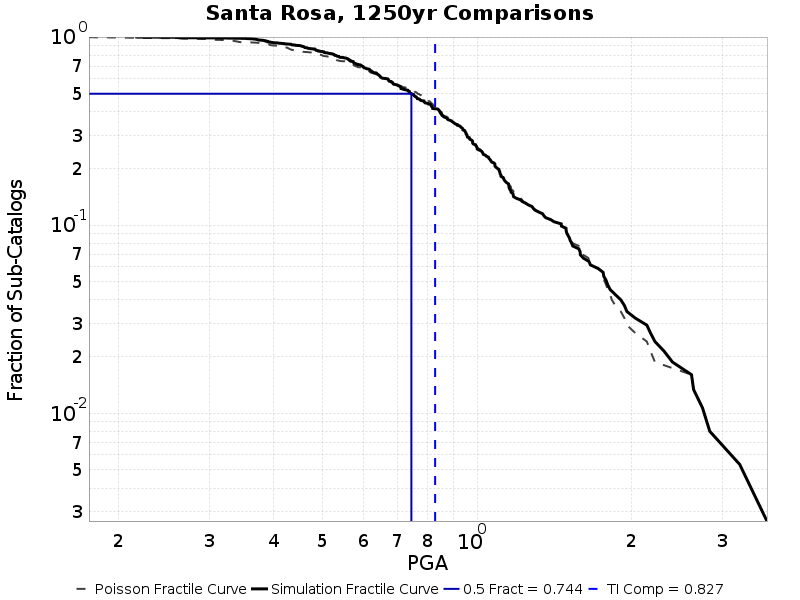 Santa Rosa, 1250yr Comparisons
Fraction of Sub-Catalogs
10^0
7
5
3
2
10^-1
7
5
3
2
10^-2
7
5
3
2 3 4 5 6 7 8 10^0 2 3
PGA
Poisson Fractile Curve Simulation Fractile Curve 0.5 Fract = 0.744 TI Comp = 0.827